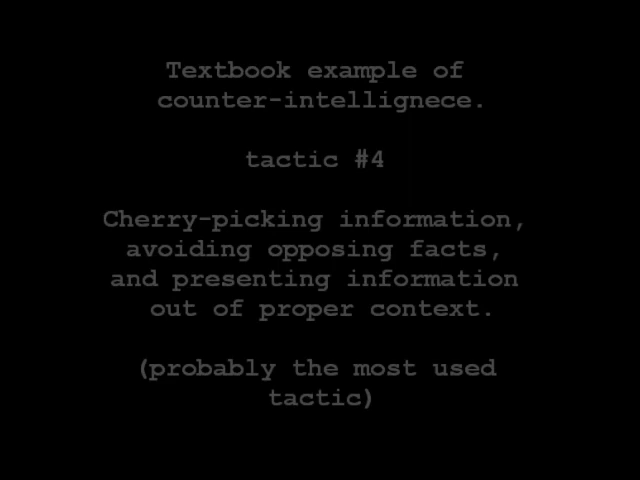 Textbook example of
counter-intellignece.
tactic #4
Cherry-picking information,
avoiding opposing facts,
and presenting information
out of proper context.
(probably the most used
tactic)